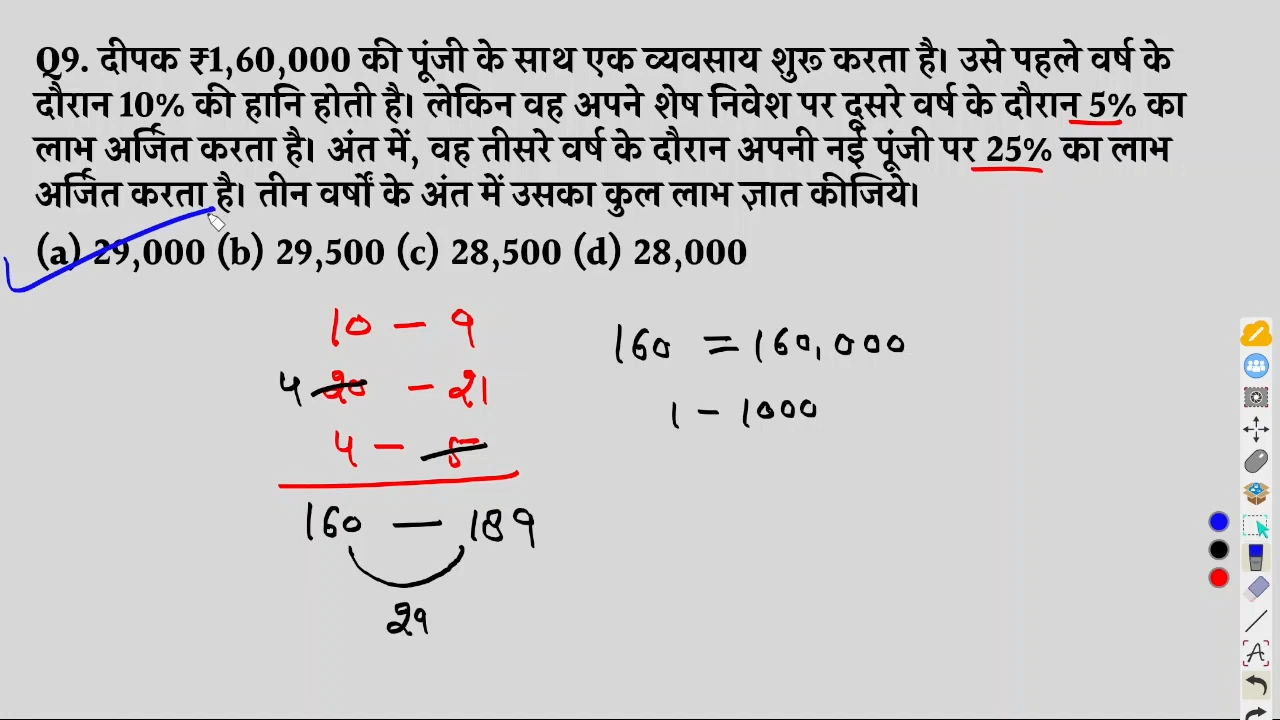 Q9. दीपक ₹1,60,000 की पूंजी के साथ एक व्यवसाय शुरू करता है। उसे पहले वर्ष के
दौरान 10% की हानि होती है। लेकिन वह अपने शेष निवेश पर दूसरे वर्ष के दौरान 5% का
लाभ अर्जित करता है। अंत में, वह तीसरे वर्ष के दौरान अपनी नई पूंजी पर 25% का लाभ
अर्जित करता है। तीन वर्षों के अंत में उसका कुल लाभ ज्ञात कीजिये।
(a) 29,000 (b) 29,500 (c) 28,500 (d) 28,000
10 – 9
160 = 160,000
4 20 – 21
1 – 1000
4 – 5
160 — 189
29